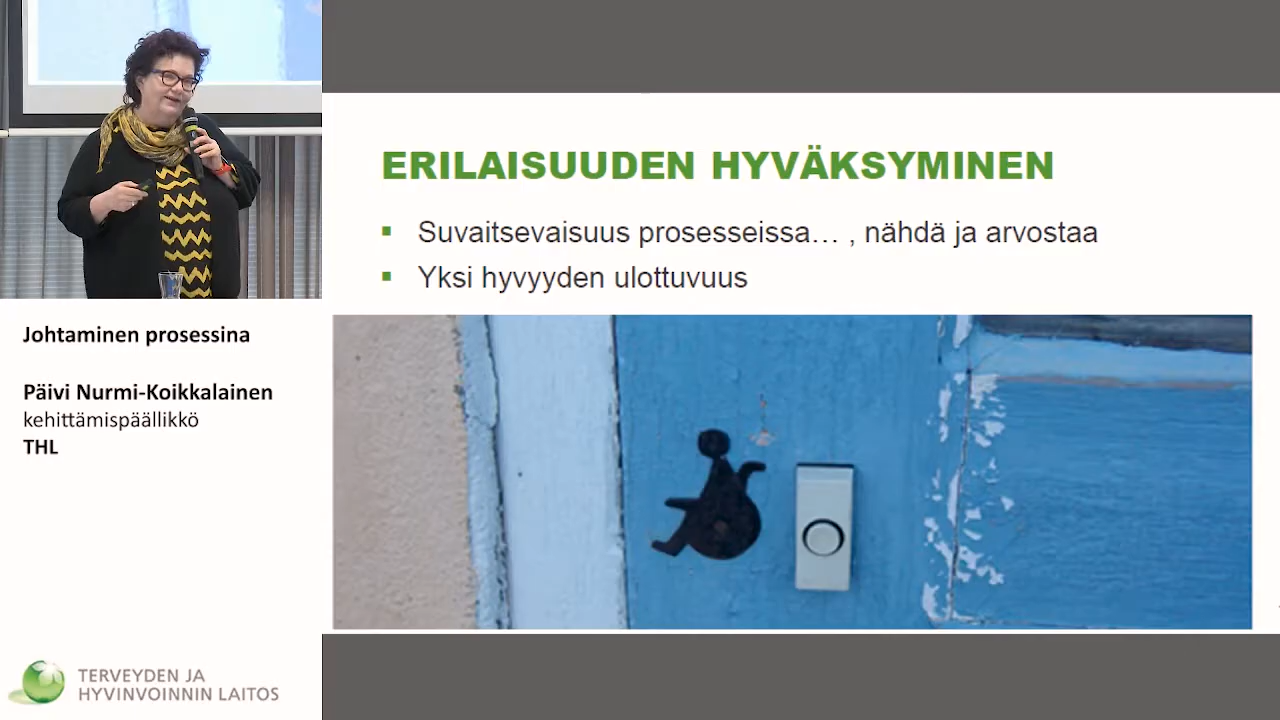 ERILAISUUDEN HYVÄKSYMINEN
▪ Suvaitsevaisuus prosesseissa… , nähdä ja arvostaa
▪ Yksi hyvyyden ulottuvuus
Johtaminen prosessina
Päivi Nurmi-Koikkalainen
kehittämispäällikkö
THL
TERVEYDEN JA
HYVINVOINNIN LAITOS